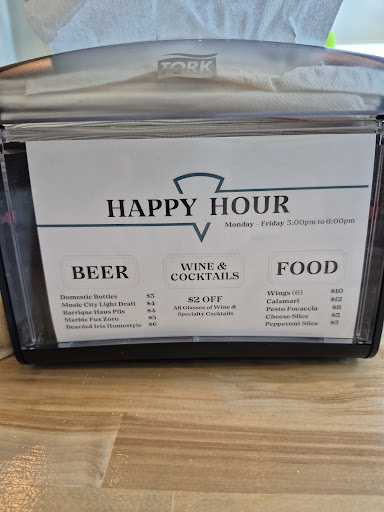 TORK
HAPPY HOUR
Monday - Friday 3:00pm to 6:00pm
BEER
Domestic Bottles $3
Music City Light Draft $4
Barrique Haus Pils $4
Marble Fox Zoro $5
Bearded Iris Homestyle $6
WINE &
COCKTAILS
$2 OFF
All Glasses of Wine &
Specialty Cocktails
FOOD
Wings (6) $10
Calamari $12
Pesto Focaccia $8
Cheese Slice $3
Pepperoni Slice $3